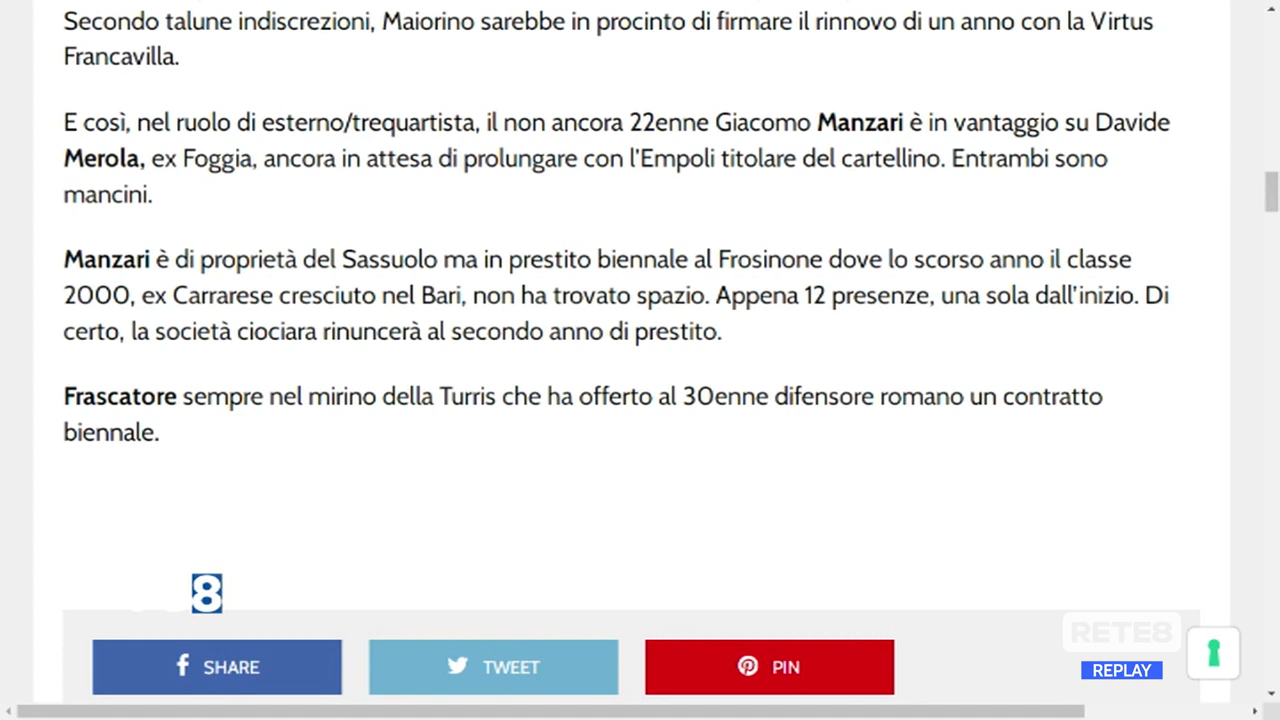 Secondo talune indiscrezioni, Maiorino sarebbe in procinto di firmare il rinnovo di un anno con la Virtus
Francavilla.
E così, nel ruolo di esterno/trequartista, il non ancora 22enne Giacomo Manzari è in vantaggio su Davide
Merola, ex Foggia, ancora in attesa di prolungare con l'Empoli titolare del cartellino. Entrambi sono
mancini.
Manzari è di proprietà del Sassuolo ma in prestito biennale al Frosinone dove lo scorso anno il classe
2000, ex Carrarese cresciuto nel Bari, non ha trovato spazio. Appena 12 presenze, una sola dall'inizio. Di
certo, la società ciociara rinuncerà al secondo anno di prestito.
Frascatore sempre nel mirino della Turris che ha offerto al 30enne difensore romano un contratto
biennale.
8
SHARE
TWEET
PIN
RETE8
REPLAY